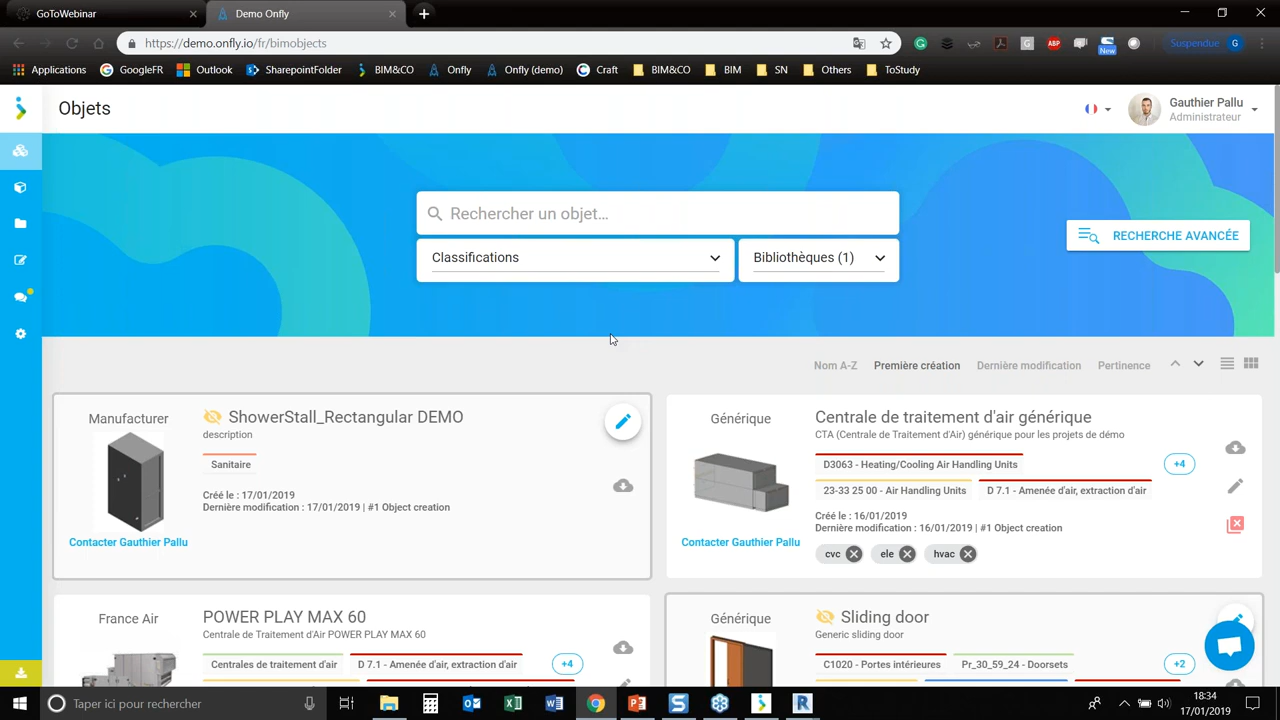 GoToWebinar
Demo Onfly
https://demo.onfly.io/fr/bimobjects
New
Suspendue
G
Applications
GoogleFR
Outlook
SharepointFolder
BIM&CO
Onfly
Onfly (demo)
Craft
BIM&CO
BIM
SN
Others
ToStudy
Objets
Gauthier Pallu
Administrateur
Rechercher un objet...
Classifications
Bibliothèques (1)
RECHERCHE AVANCÉE
Nom A-Z
Première création
Dernière modification
Pertinence
Manufacturer
ShowerStall_Rectangular DEMO
description
Sanitaire
Créé le : 17/01/2019
Dernière modification : 17/01/2019 | #1 Object creation
Contacter Gauthier Pallu
Générique
Centrale de traitement d'air générique
CTA (Centrale de Traitement d'Air) générique pour les projets de démo
D3063 - Heating/Cooling Air Handling Units
+4
23-33 25 00 - Air Handling Units
D 7.1 - Amenée d'air, extraction d'air
Créé le : 16/01/2019
Dernière modification : 16/01/2019 | #1 Object creation
Contacter Gauthier Pallu
cvc
ele
hvac
France Air
POWER PLAY MAX 60
Centrale de Traitement d'Air POWER PLAY MAX 60
Centrales de traitement d'air
D 7.1 - Amenée d'air, extraction d'air
+4
Générique
Sliding door
Generic sliding door
C1020 - Portes intérieures
Pr_30_59_24 - Doorsets
+2
Taper ici pour rechercher
18:34
17/01/2019